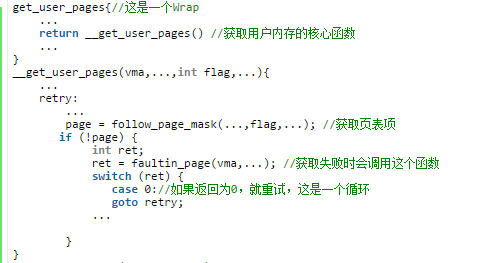 get_user_pages{//这是一个Wrap
...
return __get_user_pages() //获取用户内存的核心函数
...
}
__get_user_pages(vma,...,int flag,...){
...
retry:
...
page = follow_page_mask(...,flag,...); //获取页表项
if (!page) {
int ret;
ret = faultin_page(vma,...); //获取失败时会调用这个函数
switch (ret) {
case 0://如果返回为0，就重试，这是一个循环
goto retry;
...
}
}